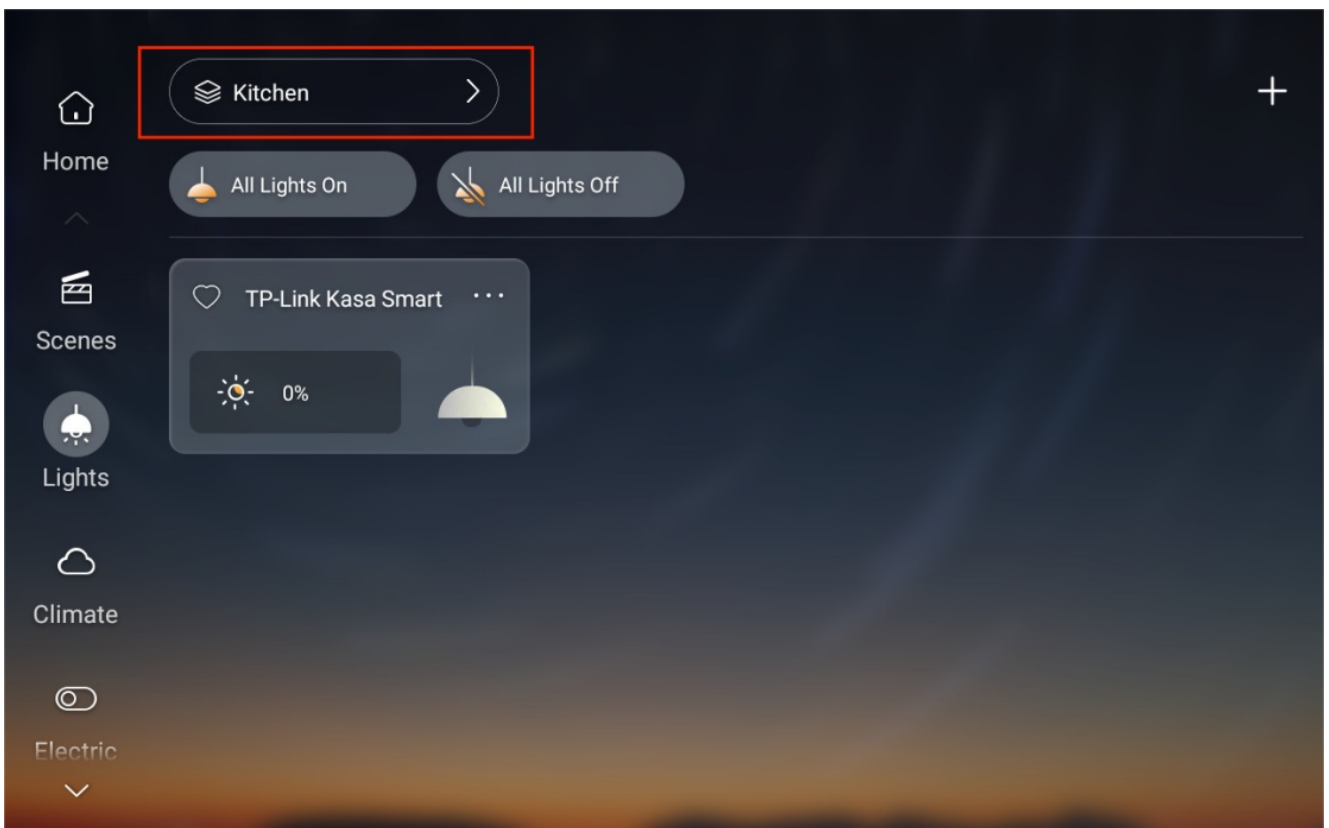 Kitchen
Home
All Lights On
All Lights Off
TP-Link Kasa Smart
Scenes
0%
Lights
Climate
Electric